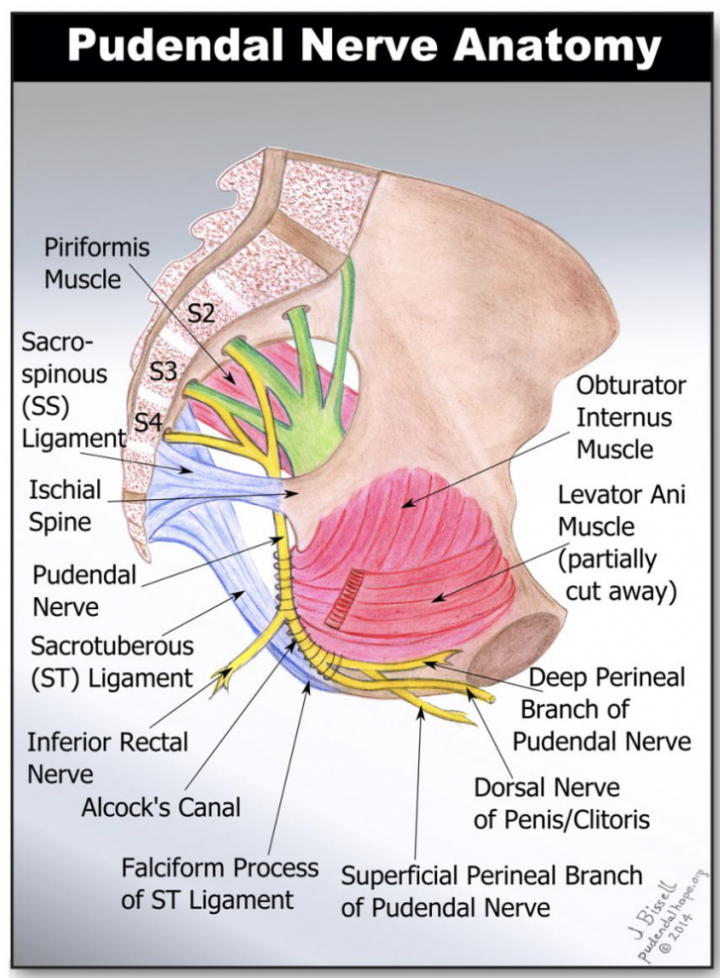 Pudendal Nerve Anatomy
Piriformis
Muscle
S2
Sacro-
spinous
(SS)
Ligament
S3
S4
Ischial
Spine
Pudendal
Nerve
Sacrotuberous
(ST) Ligament
Inferior Rectal
Nerve
Alcock's Canal
Falciform Process
of ST Ligament
Obturator
Internus
Muscle
Levator Ani
Muscle
(partially
cut away)
Deep Perineal
Branch of
Pudendal Nerve
Dorsal Nerve
of Penis/Clitoris
Superficial Perineal Branch
of Pudendal Nerve
J Bissell
pudendalhope.org
© 2014